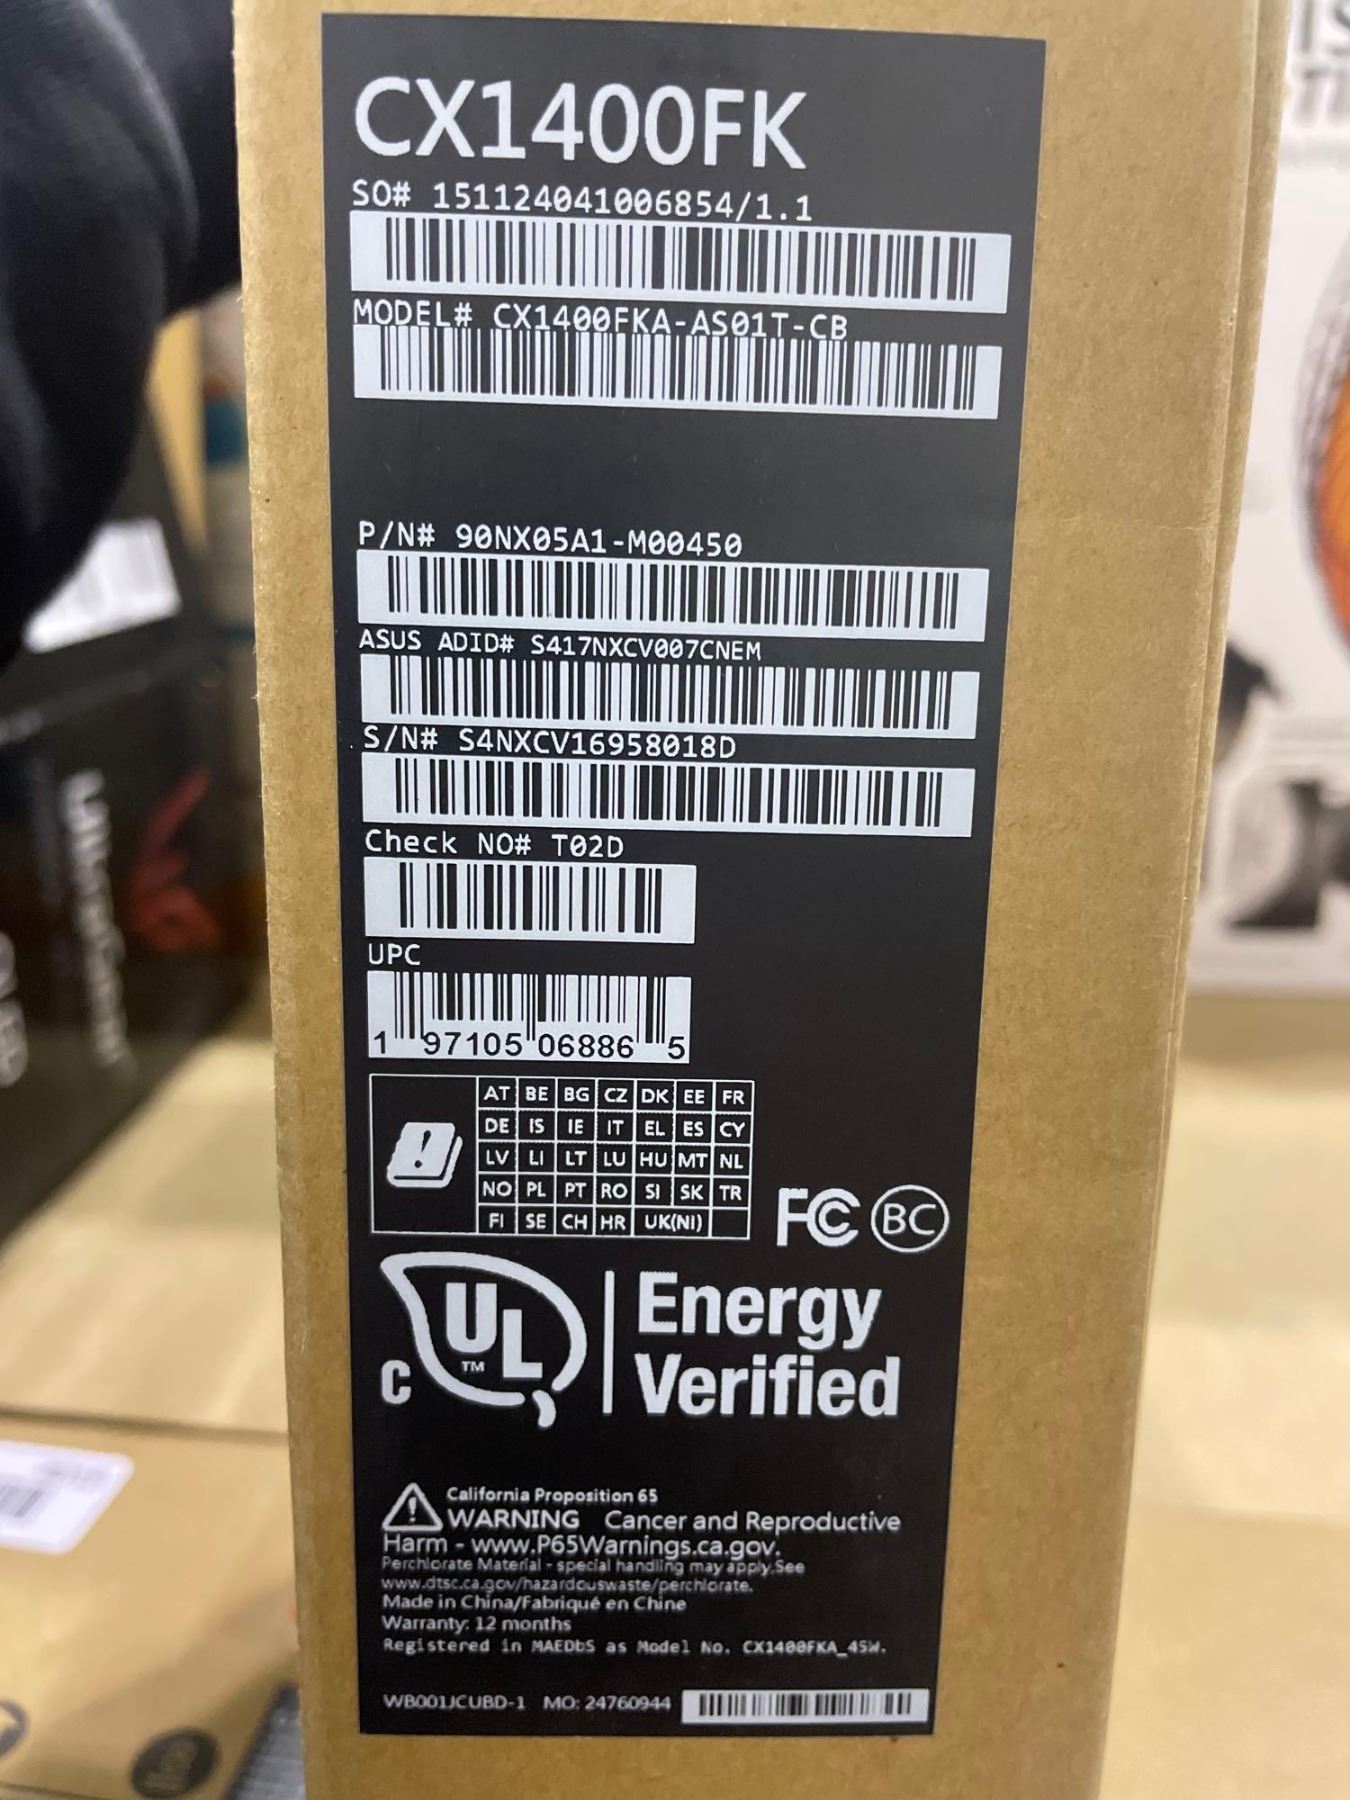 CX1400FK
SO# 151124041006854/1.1
MODEL# CX1400FKA-AS01T-CB
P/N# 90NX05A1-M00450
ASUS ADID# S417NXCV007CNEM
S/N# S4NXCV16958018D
Check NO# T02D
UPC
1 97105 06886 5
AT BE BG CZ DK EE FR
DE IS IE IT EL ES CY
LV LI LT LU HU MT NL
NO PL PT RO SI SK TR
FI SE CH HR UK(NI)
FC BC
C UL TM Energy
Verified
California Proposition 65
WARNING Cancer and Reproductive
Harm - www.P65Warnings.ca.gov.
Perchlorate Material - special handling may apply.See
www.dtsc.ca.gov/hazardouswaste/perchlorate.
Made in China/Fabriqué en Chine
Warranty: 12 months
Registered in MAEDbS as Model No. CX1400FKA_45W.
WB001JCUBD-1 MO: 24760944